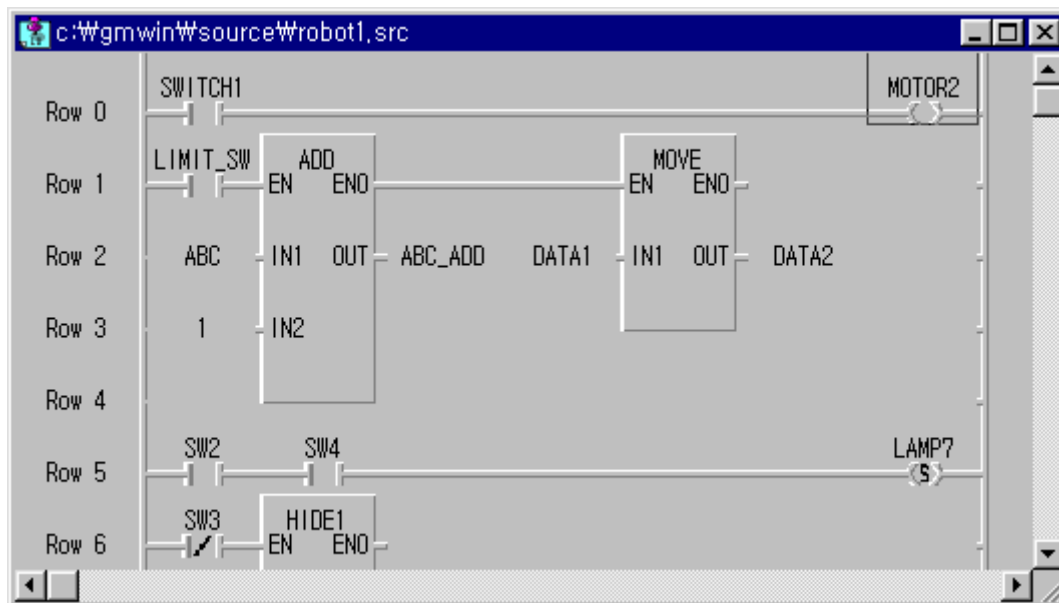 c:₩gmwin₩source₩robot1.src
SWITCH1 MOTOR2
Row 0
LIMIT_SW ADD MOVE
Row 1 EN ENO EN ENO
Row 2 ABC IN1 OUT ABC_ADD DATA1 IN1 OUT DATA2
Row 3 1 IN2
Row 4
SW2 SW4 LAMP7
Row 5 S
SW3 HIDE1
Row 6 EN ENO